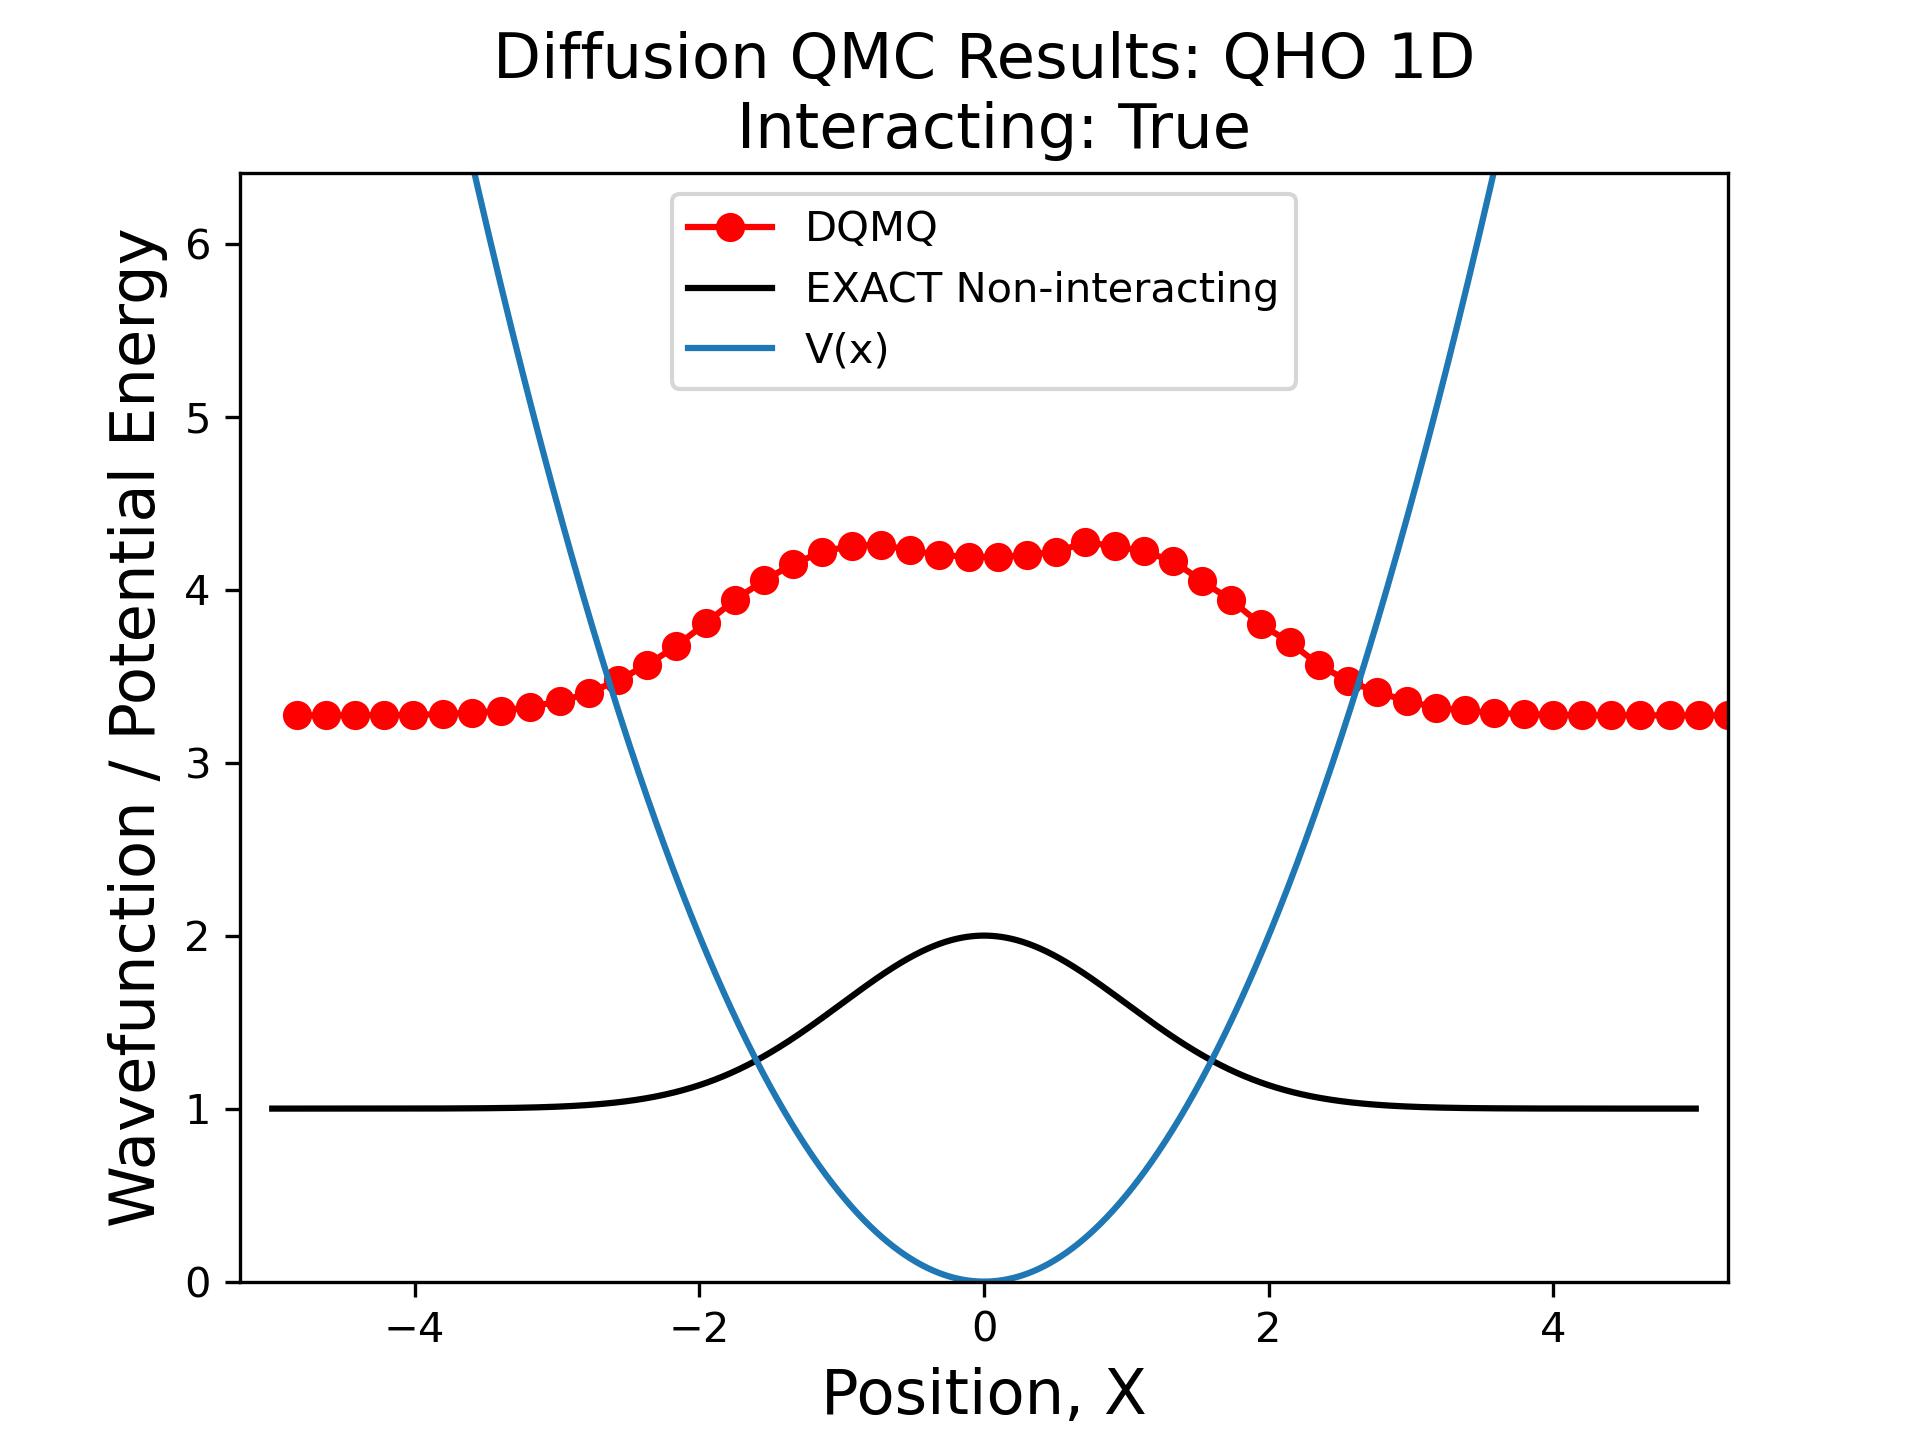 Diffusion QMC Results: QHO 1D
Interacting: True
DQMQ
EXACT Non-interacting
V(x)
Wavefunction / Potential Energy
6
5
4
3
2
1
0
−4
−2
0
2
4
Position, X